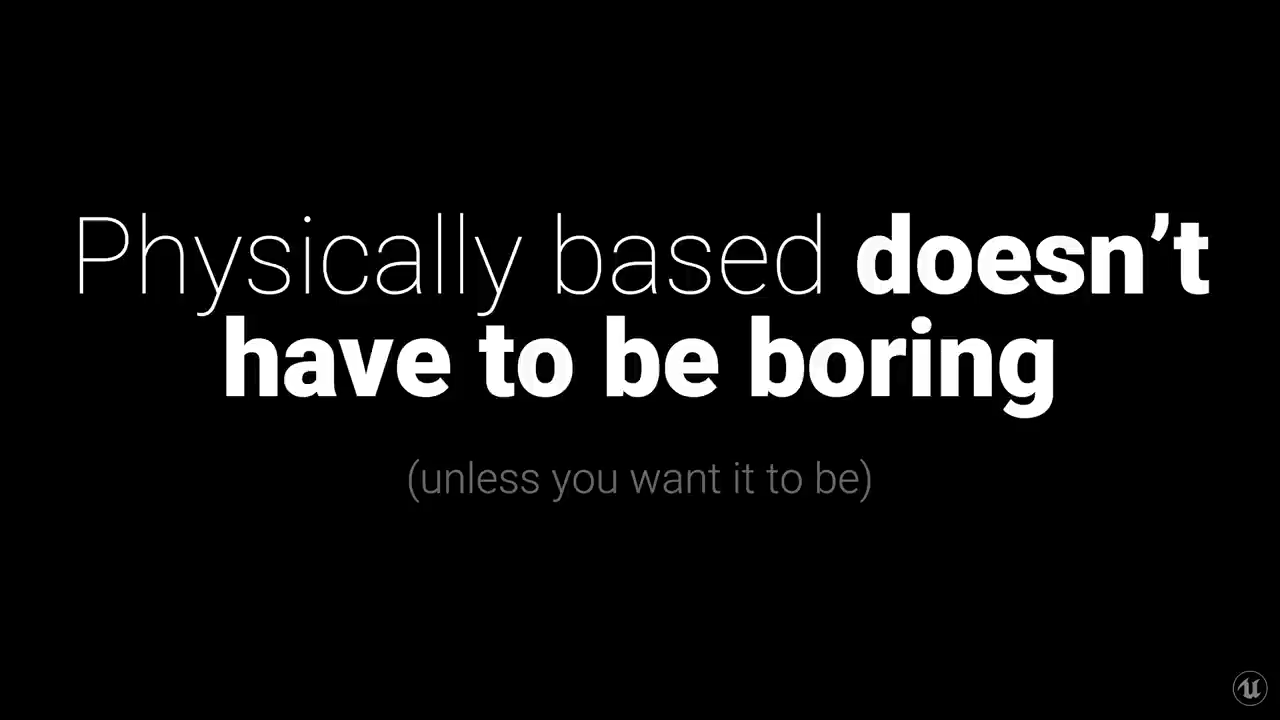 Physically based doesn’t
have to be boring
(unless you want it to be)